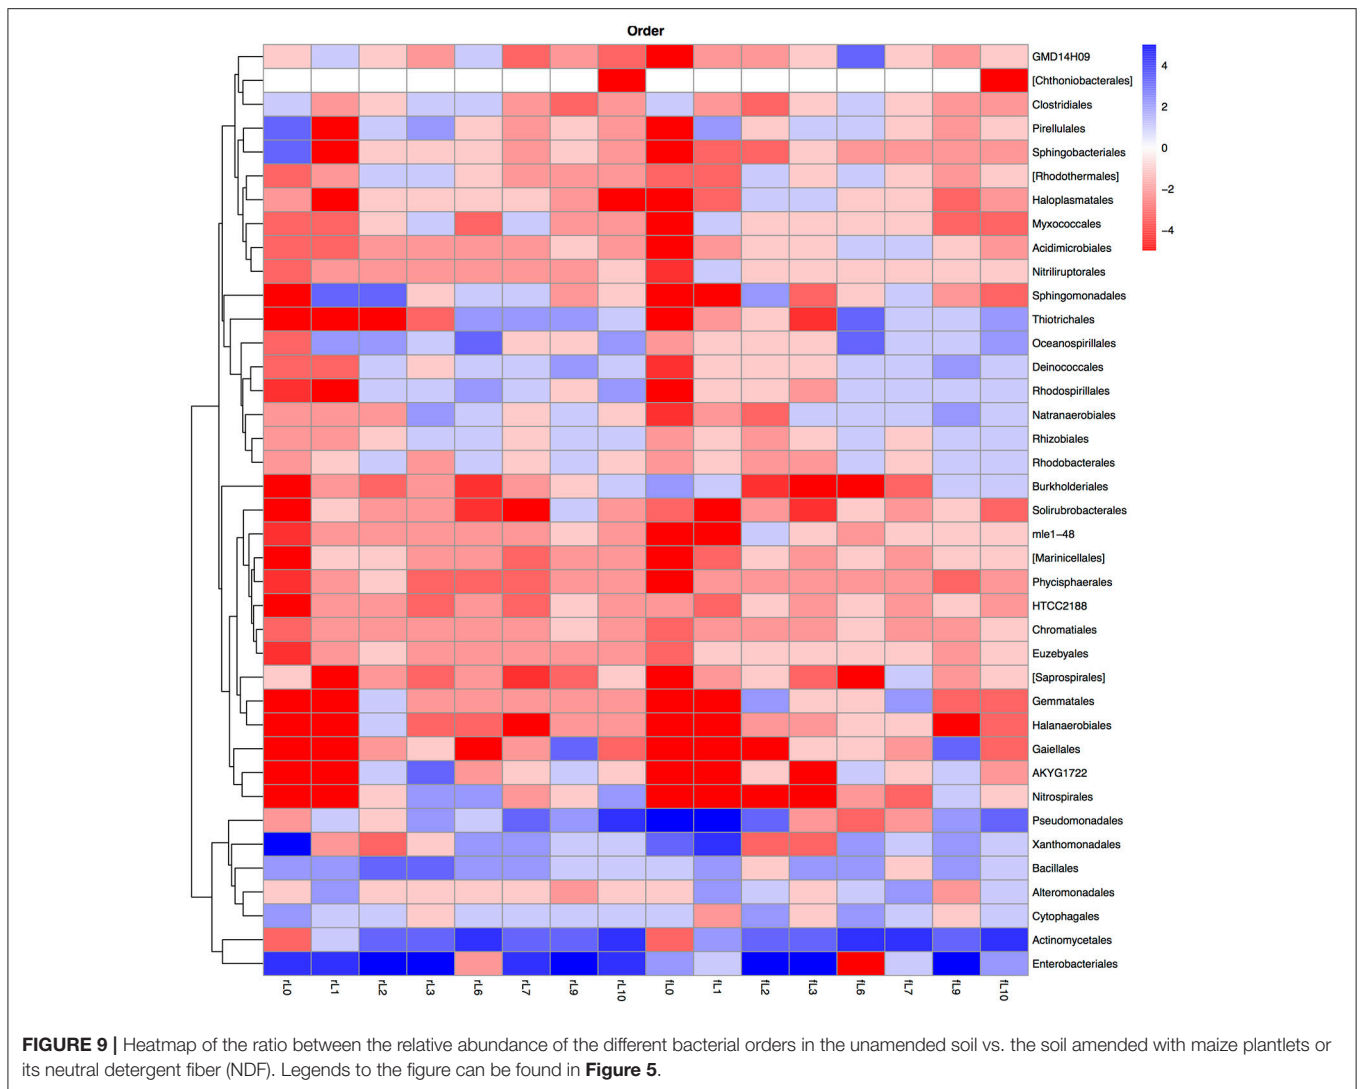 Order
GMD14H09
[Chthoniobacterales]
Clostridiales
Pirellulales
Sphingobacteriales
[Rhodothermales]
Haloplasmatales
Myxococcales
Acidimicrobiales
Nitriliruptorales
Sphingomonadales
Thiotrichales
Oceanospirillales
Deinococcales
Rhodospirillales
Natranaerobiales
Rhizobiales
Rhodobacterales
Burkholderiales
Solirubrobacterales
mle1−48
[Marinicellales]
Phycisphaerales
HTCC2188
Chromatiales
Euzebyales
[Saprospirales]
Gemmatales
Halanaerobiales
Gaiellales
AKYG1722
Nitrospirales
Pseudomonadales
Xanthomonadales
Bacillales
Alteromonadales
Cytophagales
Actinomycetales
Enterobacteriales
4
2
0
−2
−4
rL0
rL1
rL2
rL3
rL6
rL7
rL9
rL10
fL0
fL1
fL2
fL3
fL6
fL7
fL9
fL10
FIGURE 9 | Heatmap of the ratio between the relative abundance of the different bacterial orders in the unamended soil vs. the soil amended with maize plantlets or
its neutral detergent fiber (NDF). Legends to the figure can be found in Figure 5.